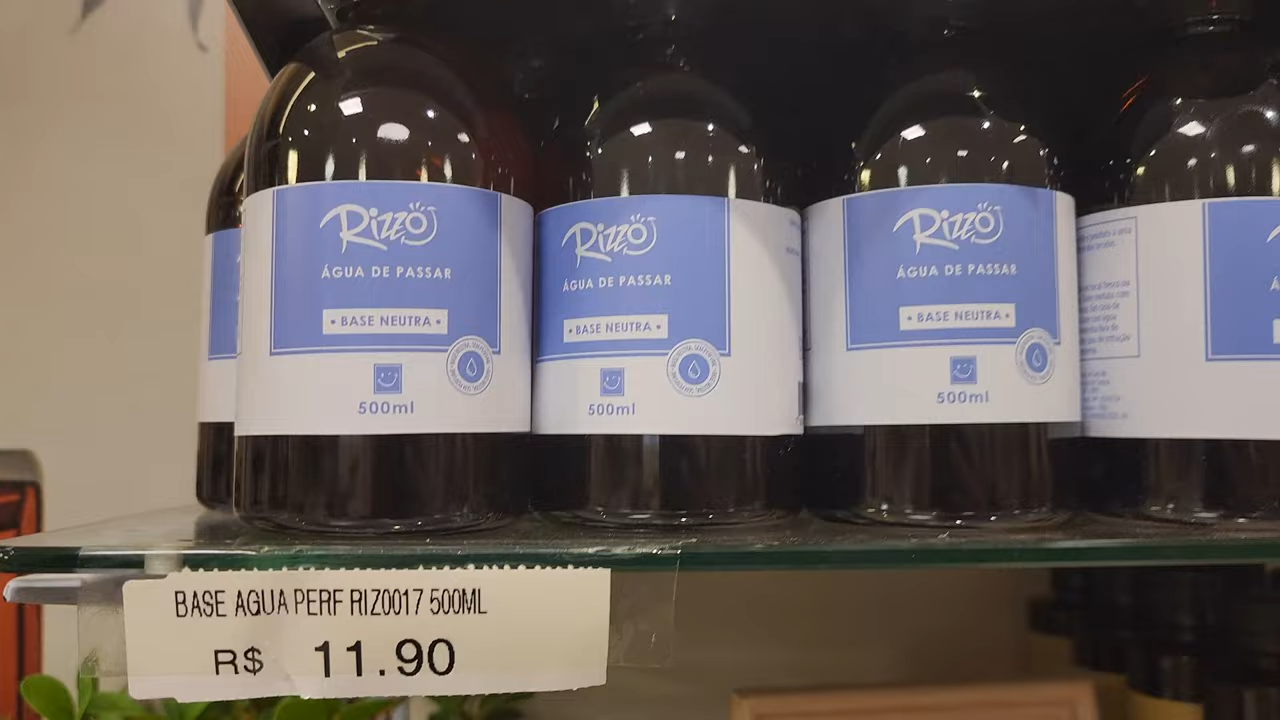 Rizzo
ÁGUA DE PASSAR
• BASE NEUTRA •
500ml
Rizzo
ÁGUA DE PASSAR
• BASE NEUTRA •
500ml
Rizzo
ÁGUA DE PASSAR
• BASE NEUTRA •
500ml
BASE AGUA PERF RIZ0017 500ML
R$ 11.90